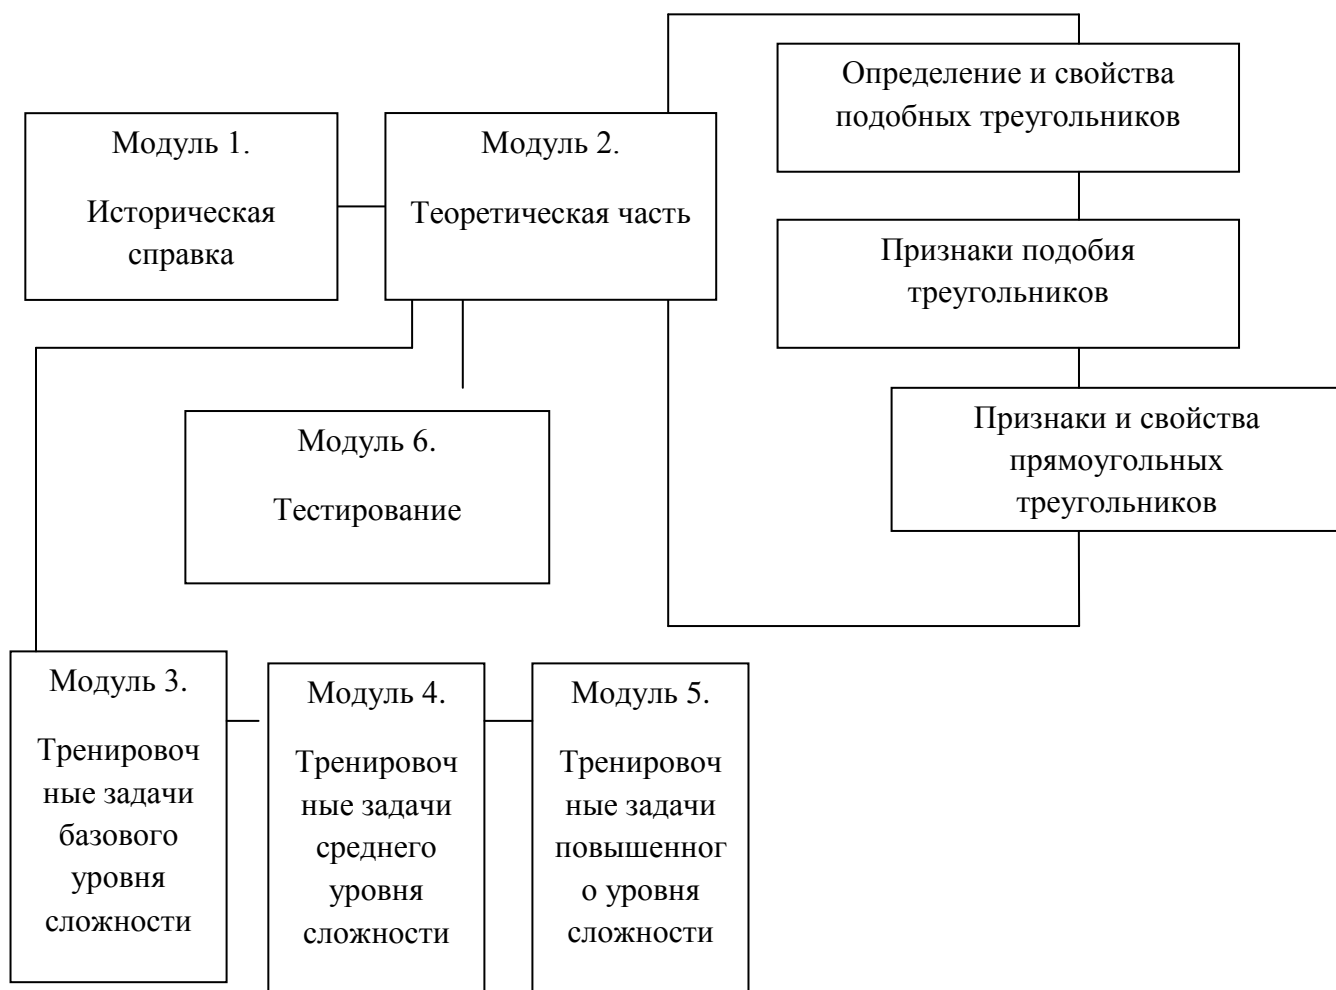 Модуль 1.
Историческая
справка
Модуль 2.
Теоретическая часть
Определение и свойства
подобных треугольников
Признаки подобия
треугольников
Признаки и свойства
прямоугольных
треугольников
Модуль 6.
Тестирование
Модуль 3.
Тренировоч
ные задачи
базового
уровня
сложности
Модуль 4.
Тренировоч
ные задачи
среднего
уровня
сложности
Модуль 5.
Тренировоч
ные задачи
повышенног
о уровня
сложности